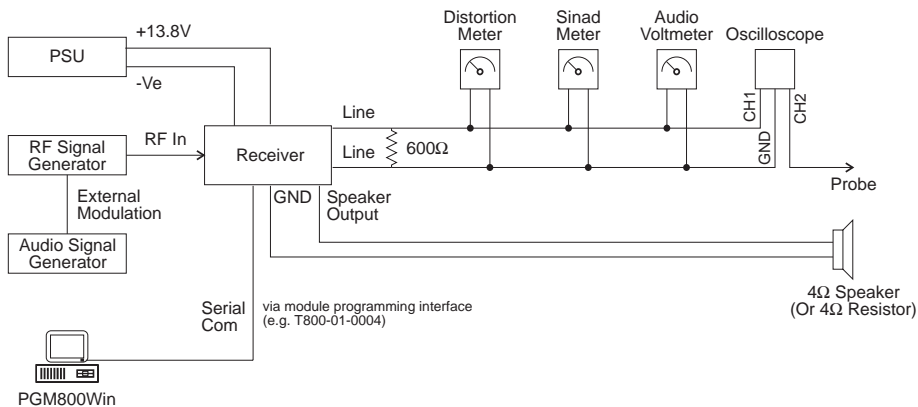 Distortion
Meter
Sinad
Meter
Audio
Voltmeter
Oscilloscope
+13.8V
PSU
-Ve
CH1
GND
CH2
Line
RF In
RF Signal
Generator
Receiver
Line
600Ω
Probe
External
Modulation
GND
Speaker
Output
Audio Signal
Generator
4Ω Speaker
(Or 4Ω Resistor)
Serial
Com
via module programming interface
(e.g. T800-01-0004)
PGM800Win